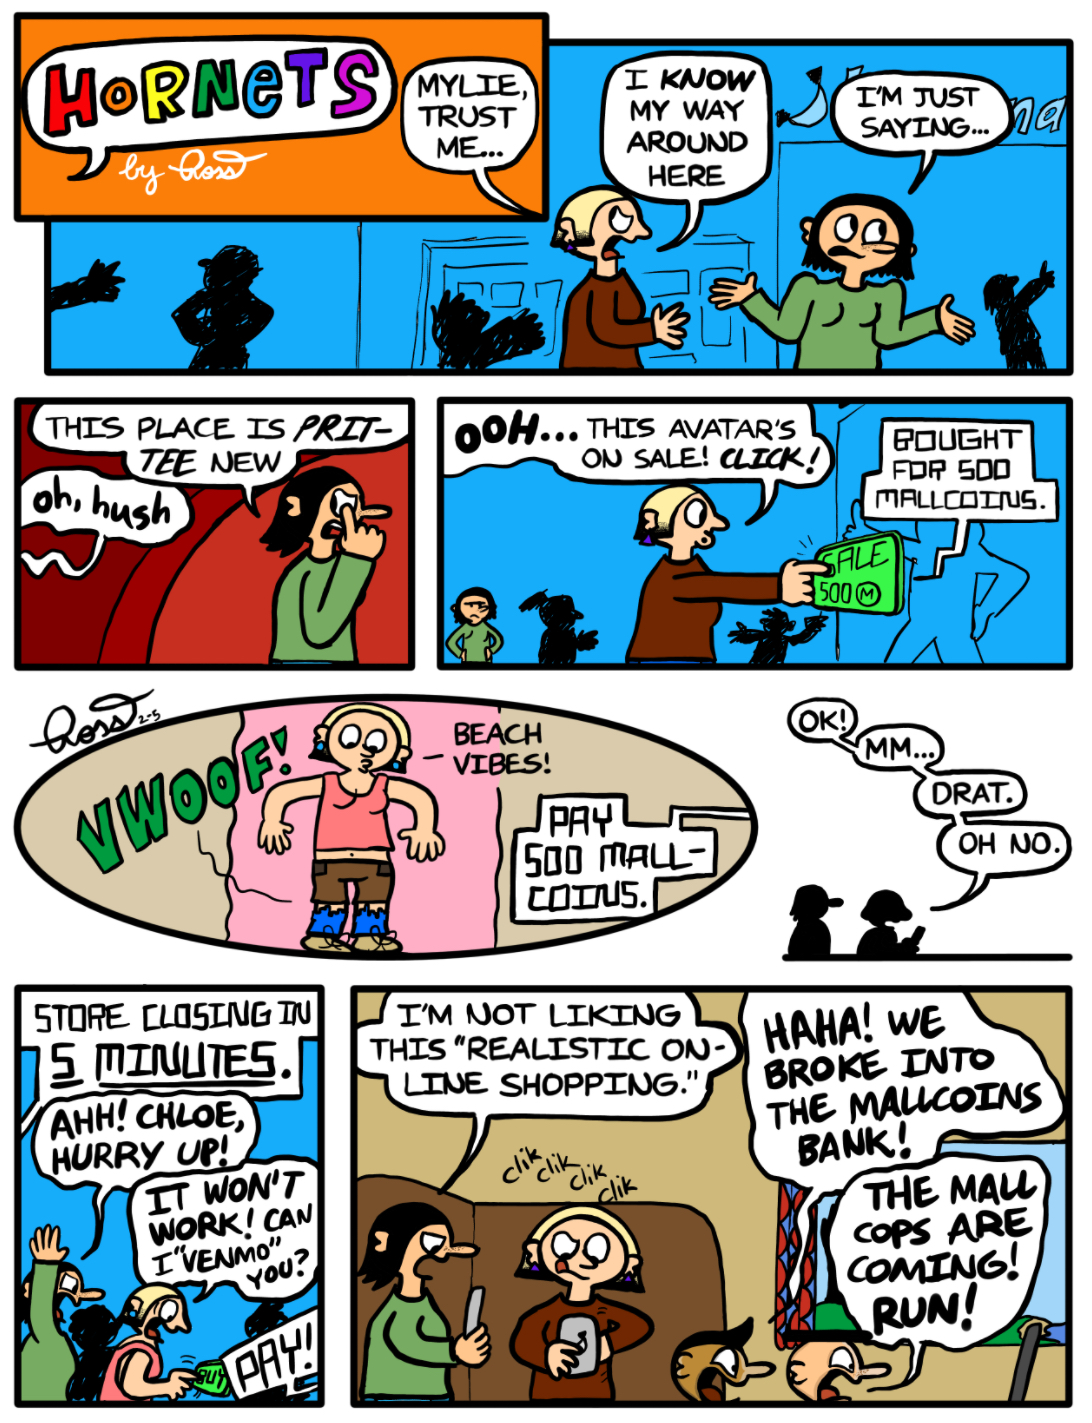 HORNETS
by Ross
MYLIE,
TRUST
ME...
I KNOW
MY WAY
AROUND
HERE
I'M JUST
SAYING...
na
THIS PLACE IS PRIT-
TEE NEW
oh, hush
OOH... THIS AVATAR'S
ON SALE! CLICK!
BOUGHT
FOR 500
MALLCOINS.
SALE
500 M
Ross 2-5
VWOOF!
BEACH
VIBES!
PAY
500 MALL-
COINS.
OK!
MM...
DRAT.
OH NO.
STORE CLOSING IN
5 MINUTES.
AHH! CHLOE,
HURRY UP!
IT WON'T
WORK! CAN
I "VENMO"
YOU?
BUY
PAY!
I'M NOT LIKING
THIS "REALISTIC ON-
LINE SHOPPING."
clik
clik
clik
clik
HAHA! WE
BROKE INTO
THE MALLCOINS
BANK!
THE MALL
COPS ARE
COMING!
RUN!